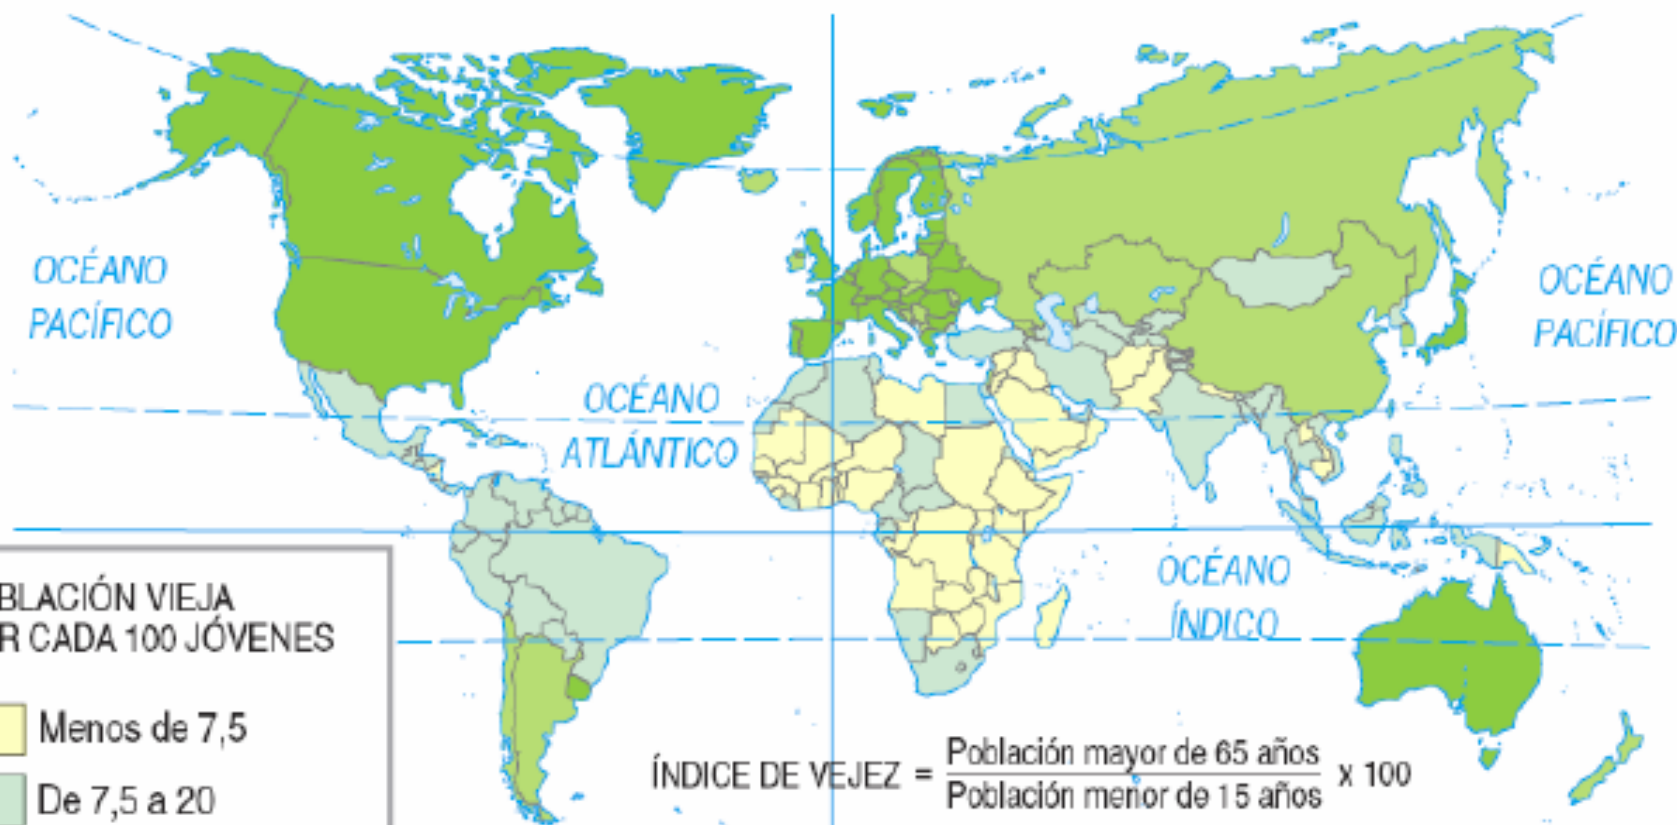 OCÉANO
PACÍFICO
OCÉANO
ATLÁNTICO
OCÉANO
PACÍFICO
OCÉANO
ÍNDICO
BLACIÓN VIEJA
R CADA 100 JÓVENES
Menos de 7,5
De 7,5 a 20
ÍNDICE DE VEJEZ = Población mayor de 65 años
Población menor de 15 años x 100